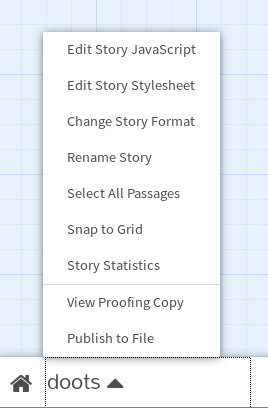 Edit Story JavaScript
Edit Story Stylesheet
Change Story Format
Rename Story
Select All Passages
Snap to Grid
Story Statistics
View Proofing Copy
Publish to File
doots